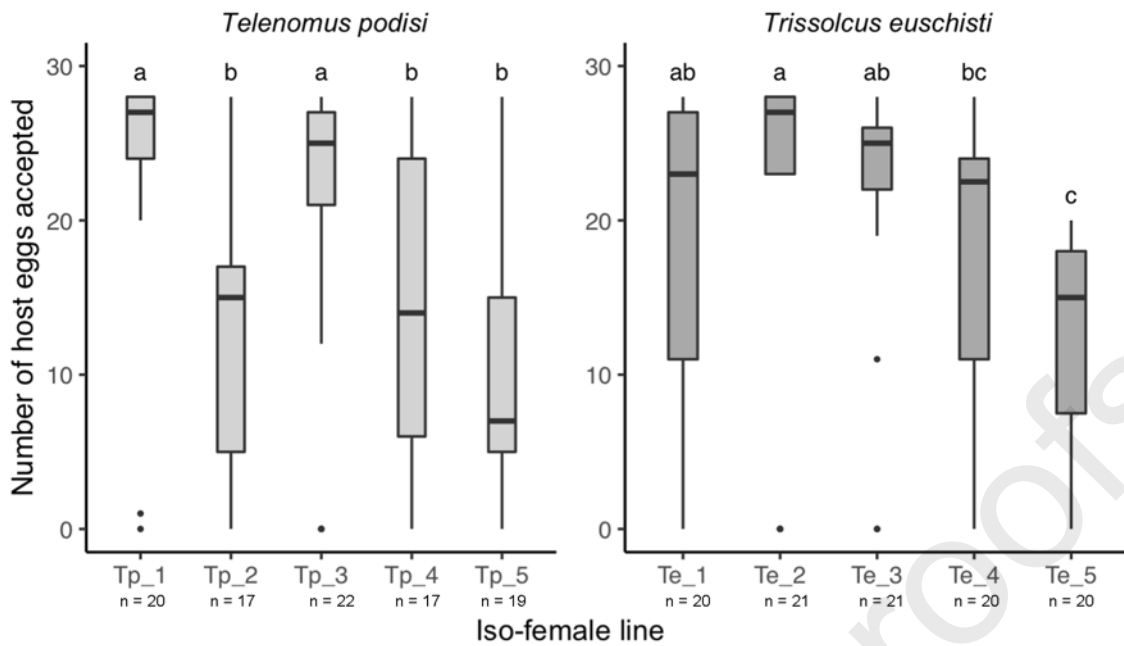 Telenomus podisi
Trissolcus euschisti
Number of host eggs accepted
30
20
10
0
a b a b b
Tp_1 Tp_2 Tp_3 Tp_4 Tp_5
n = 20 n = 17 n = 22 n = 17 n = 19
30
20
10
0
ab a ab bc
c
Te_1 Te_2 Te_3 Te_4 Te_5
n = 20 n = 21 n = 21 n = 20 n = 20
Iso-female line
roofs